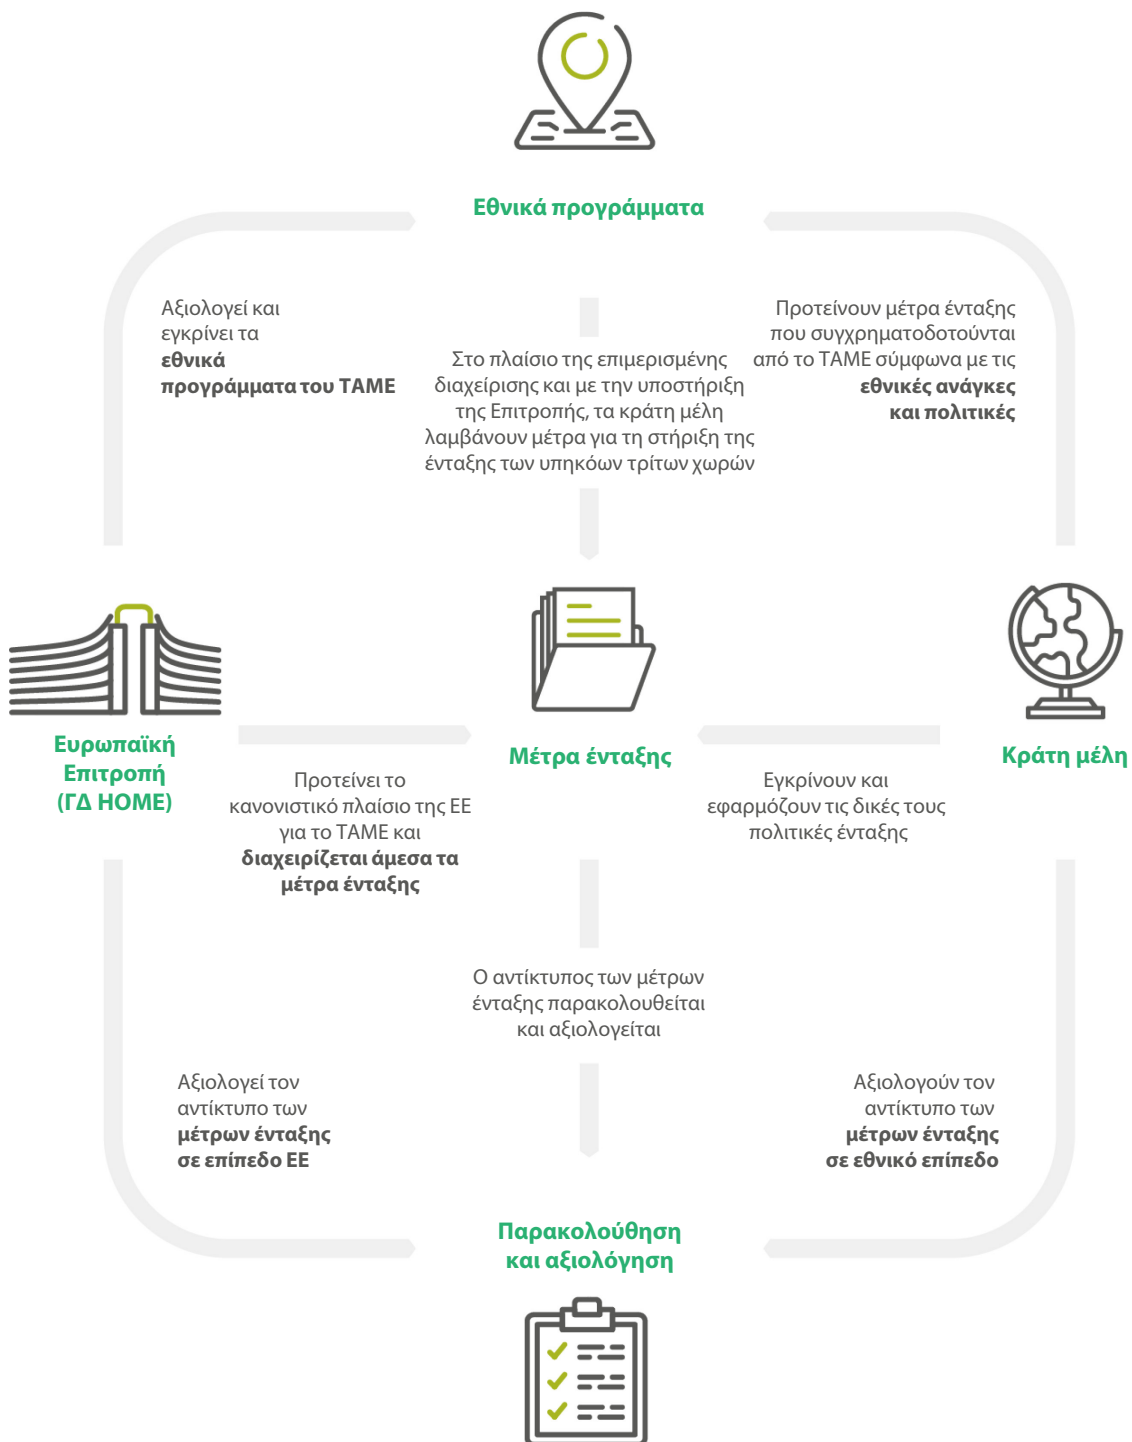 Εθνικά προγράμματα
Αξιολογεί και
εγκρίνει τα
εθνικά
προγράμματα του ΤΑΜΕ
Στο πλαίσιο της επιμερισμένης
διαχείρισης και με την υποστήριξη
της Επιτροπής, τα κράτη μέλη
λαμβάνουν μέτρα για τη στήριξη της
ένταξης των υπηκόων τρίτων χωρών
Προτείνουν μέτρα ένταξης
που συγχρηματοδοτούνται
από το ΤΑΜΕ σύμφωνα με τις
εθνικές ανάγκες
και πολιτικές
Ευρωπαϊκή
Επιτροπή
(ΓΔ HOME)
Μέτρα ένταξης
Κράτη μέλη
Προτείνει το
κανονιστικό πλαίσιο της ΕΕ
για το ΤΑΜΕ και
διαχειρίζεται άμεσα τα
μέτρα ένταξης
Εγκρίνουν και
εφαρμόζουν τις δικές τους
πολιτικές ένταξης
Ο αντίκτυπος των μέτρων
ένταξης παρακολουθείται
και αξιολογείται
Αξιολογεί τον
αντίκτυπο των
μέτρων ένταξης
σε επίπεδο ΕΕ
Αξιολογούν τον
αντίκτυπο των
μέτρων ένταξης
σε εθνικό επίπεδο
Παρακολούθηση
και αξιολόγηση